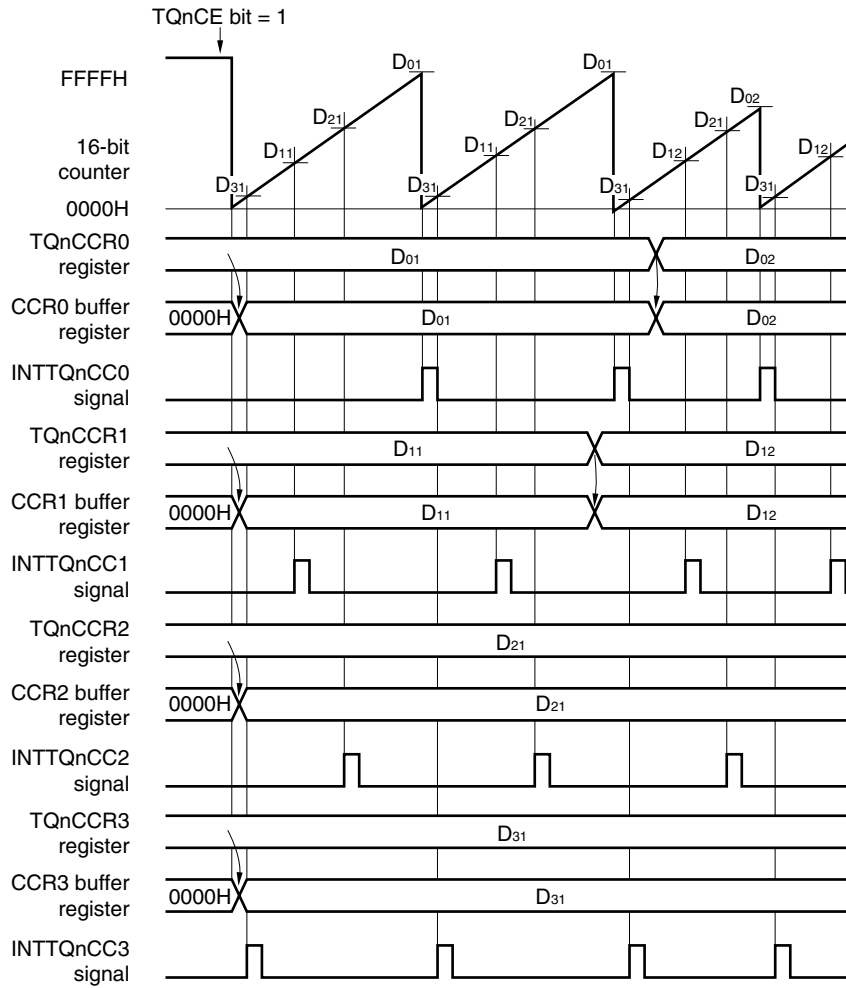 TQnCE bit = 1
FFFFH
16-bit
counter
0000H
D31 D11 D21 D01 D31 D11 D21 D01 D31 D12 D21 D02 D31 D12
TQnCCR0
register
D01 D02
CCR0 buffer
register
0000H D01 D02
INTTQnCC0
signal
TQnCCR1
register
D11 D12
CCR1 buffer
register
0000H D11 D12
INTTQnCC1
signal
TQnCCR2
register
D21
CCR2 buffer
register
0000H D21
INTTQnCC2
signal
TQnCCR3
register
D31
CCR3 buffer
register
0000H D31
INTTQnCC3
signal